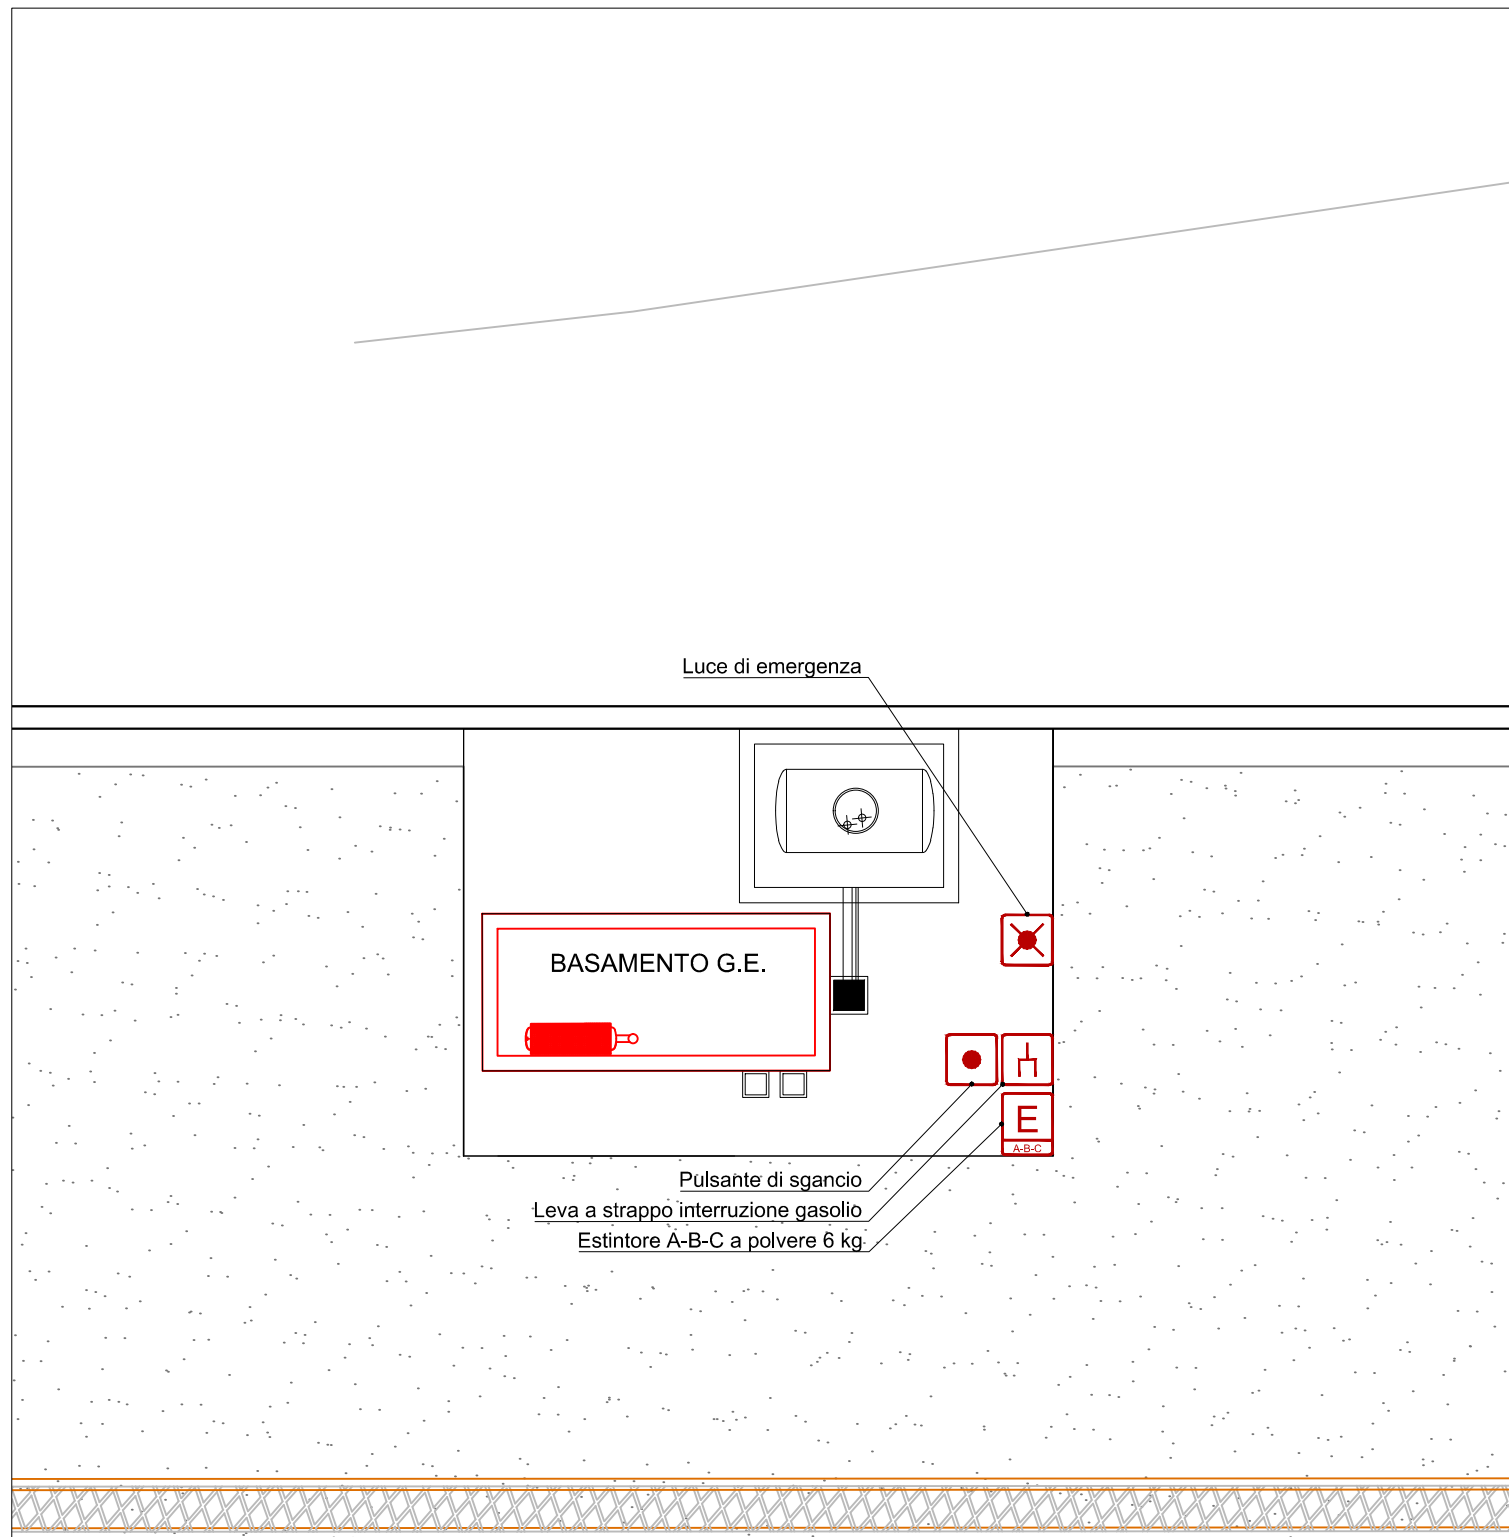 Luce di emergenza
BASAMENTO G.E.
E
A-B-C
Pulsante di sgancio
Leva a strappo interruzione gasolio
Estintore A-B-C a polvere 6 kg